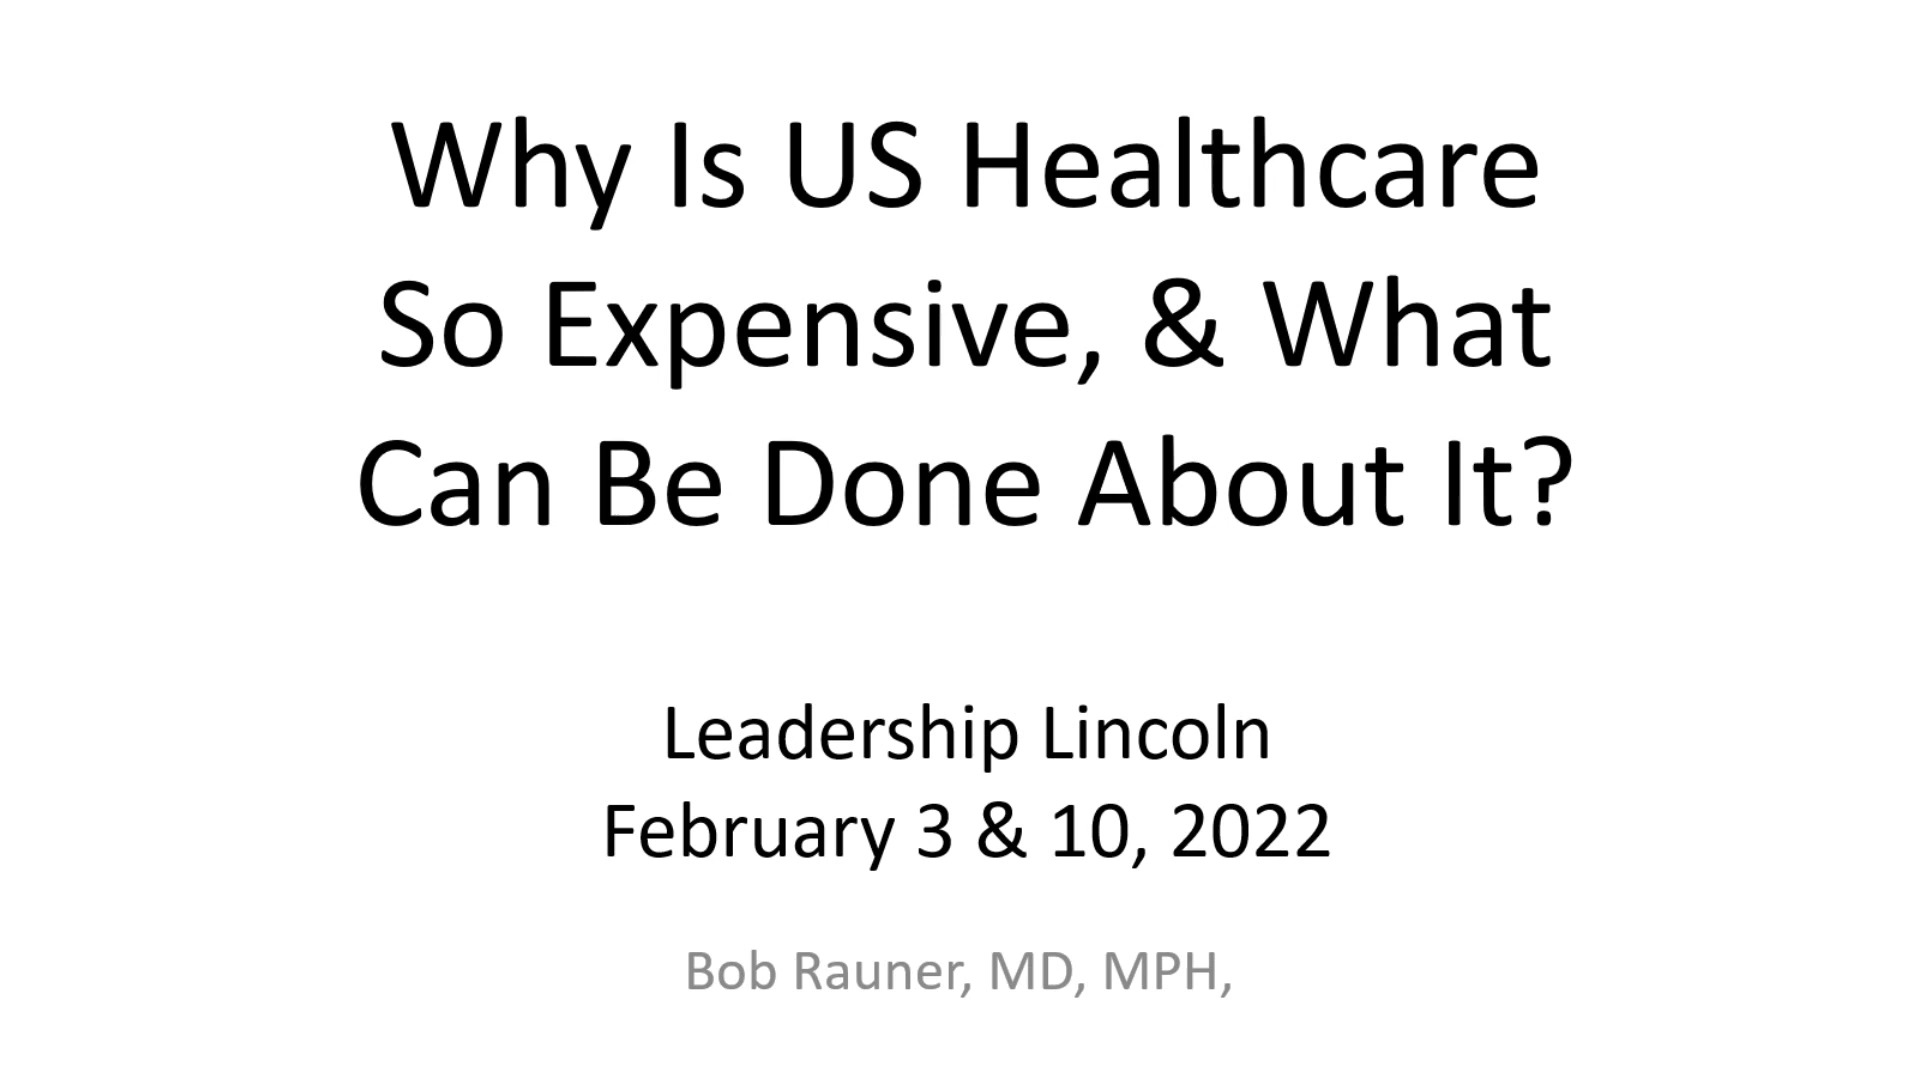 Why Is US Healthcare
So Expensive, & What
Can Be Done About It?
Leadership Lincoln
February 3 & 10, 2022
Bob Rauner, MD, MPH,